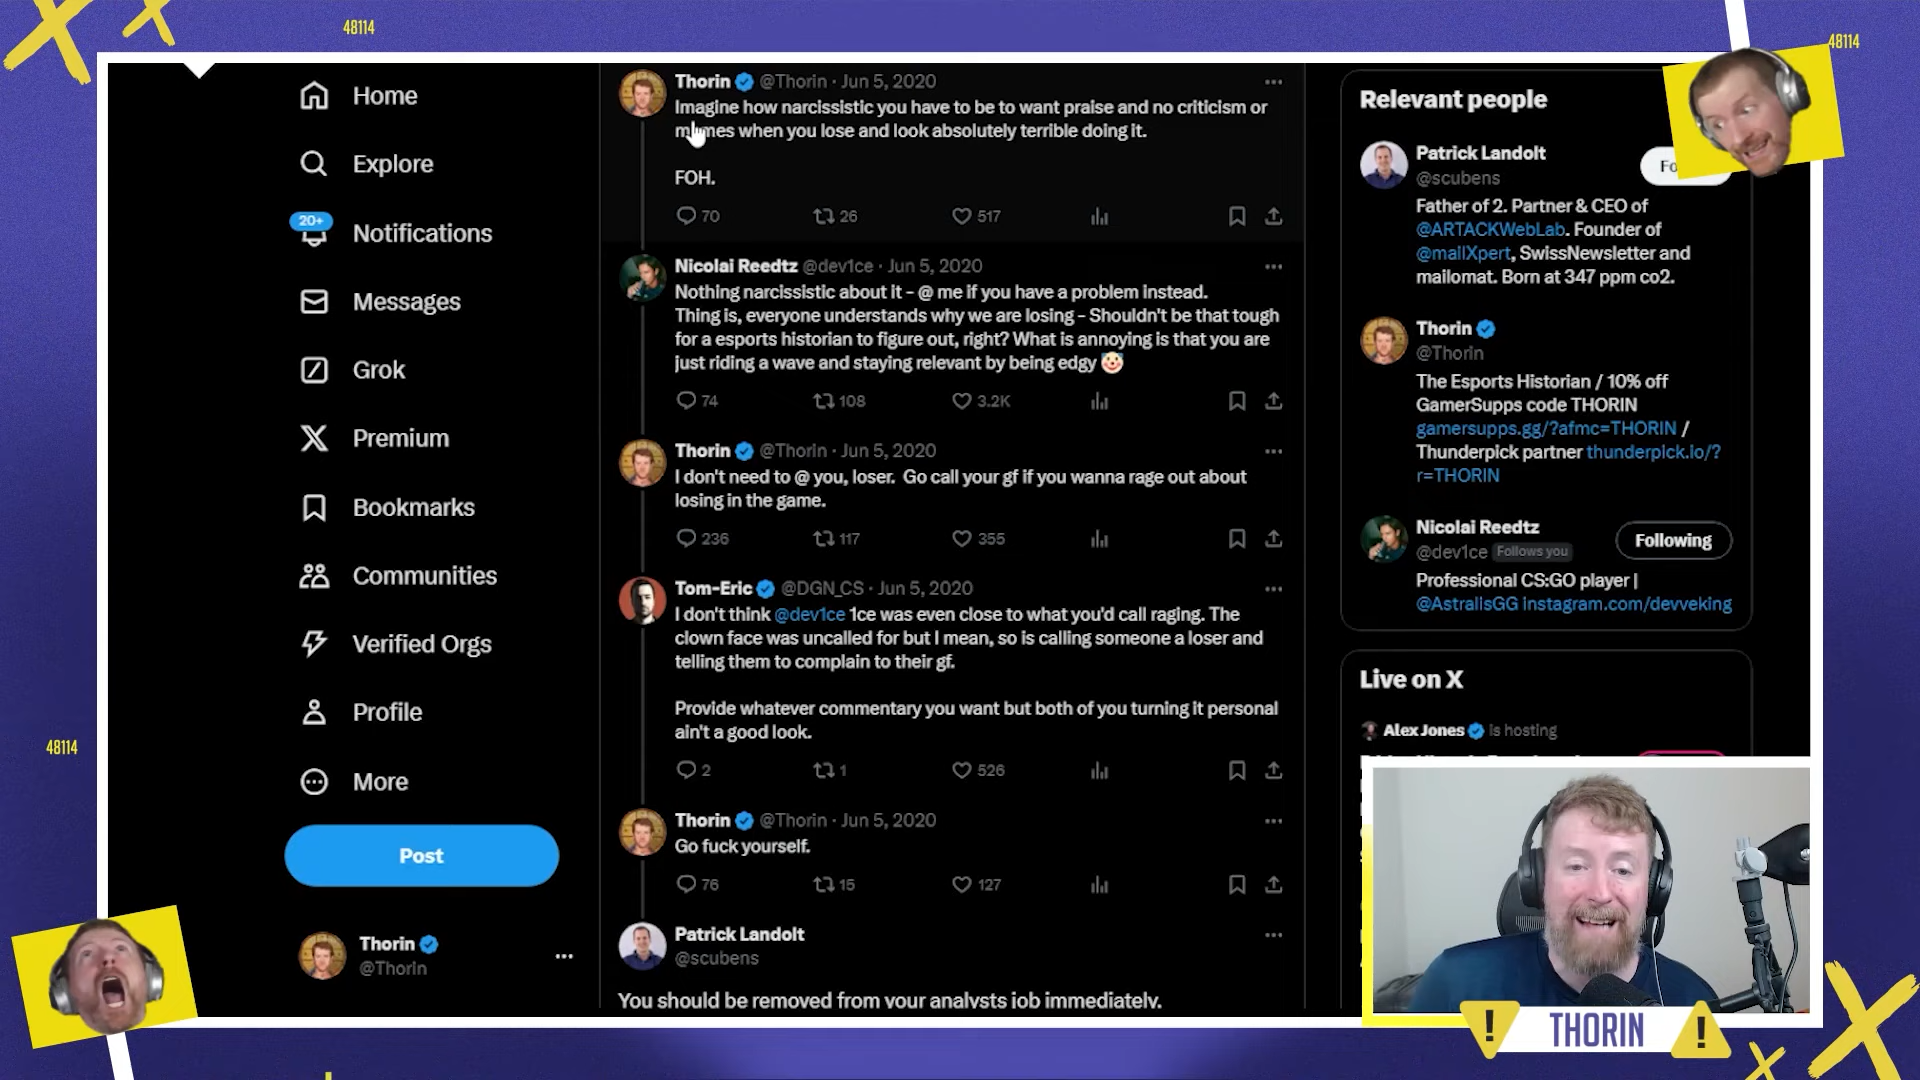 48114
48114
Home
Explore
20+
Notifications
Messages
Grok
Premium
Bookmarks
Communities
Verified Orgs
Profile
More
Post
Thorin
@Thorin
48114
Thorin @Thorin · Jun 5, 2020
Imagine how narcissistic you have to be to want praise and no criticism or
when you lose and look absolutely terrible doing it.
FOH.
70 26 517
Nicolai Reedtz @dev1ce · Jun 5, 2020
Nothing narcissistic about it - @ me if you have a problem instead.
Thing is, everyone understands why we are losing - Shouldn't be that tough
for a esports historian to figure out, right? What is annoying is that you are
just riding a wave and staying relevant by being edgy 🤡
74 108 3.2K
Thorin @Thorin · Jun 5, 2020
I don't need to @ you, loser.  Go call your gf if you wanna rage out about
losing in the game.
236 117 355
Tom-Eric @DGN_CS · Jun 5, 2020
I don't think @dev1ce 1ce was even close to what you'd call raging. The
clown face was uncalled for but I mean, so is calling someone a loser and
telling them to complain to their gf.
Provide whatever commentary you want but both of you turning it personal
ain't a good look.
2 1 526
Thorin @Thorin · Jun 5, 2020
Go fuck yourself.
76 15 127
Patrick Landolt
@scubens
You should be removed from your analysts job immediately.
Relevant people
Patrick Landolt
@scubens
Father of 2. Partner & CEO of
@ARTACKWebLab. Founder of
@mailXpert, SwissNewsletter and
mailomat. Born at 347 ppm co2.
Thorin
@Thorin
The Esports Historian / 10% off
GamerSupps code THORIN
gamersupps.gg/?afmc=THORIN /
Thunderpick partner thunderpick.io/?
r=THORIN
Nicolai Reedtz
@dev1ce Follows you
Following
Professional CS:GO player |
@AstralisGG instagram.com/devveking
Live on X
Alex Jones is hosting
! THORIN !